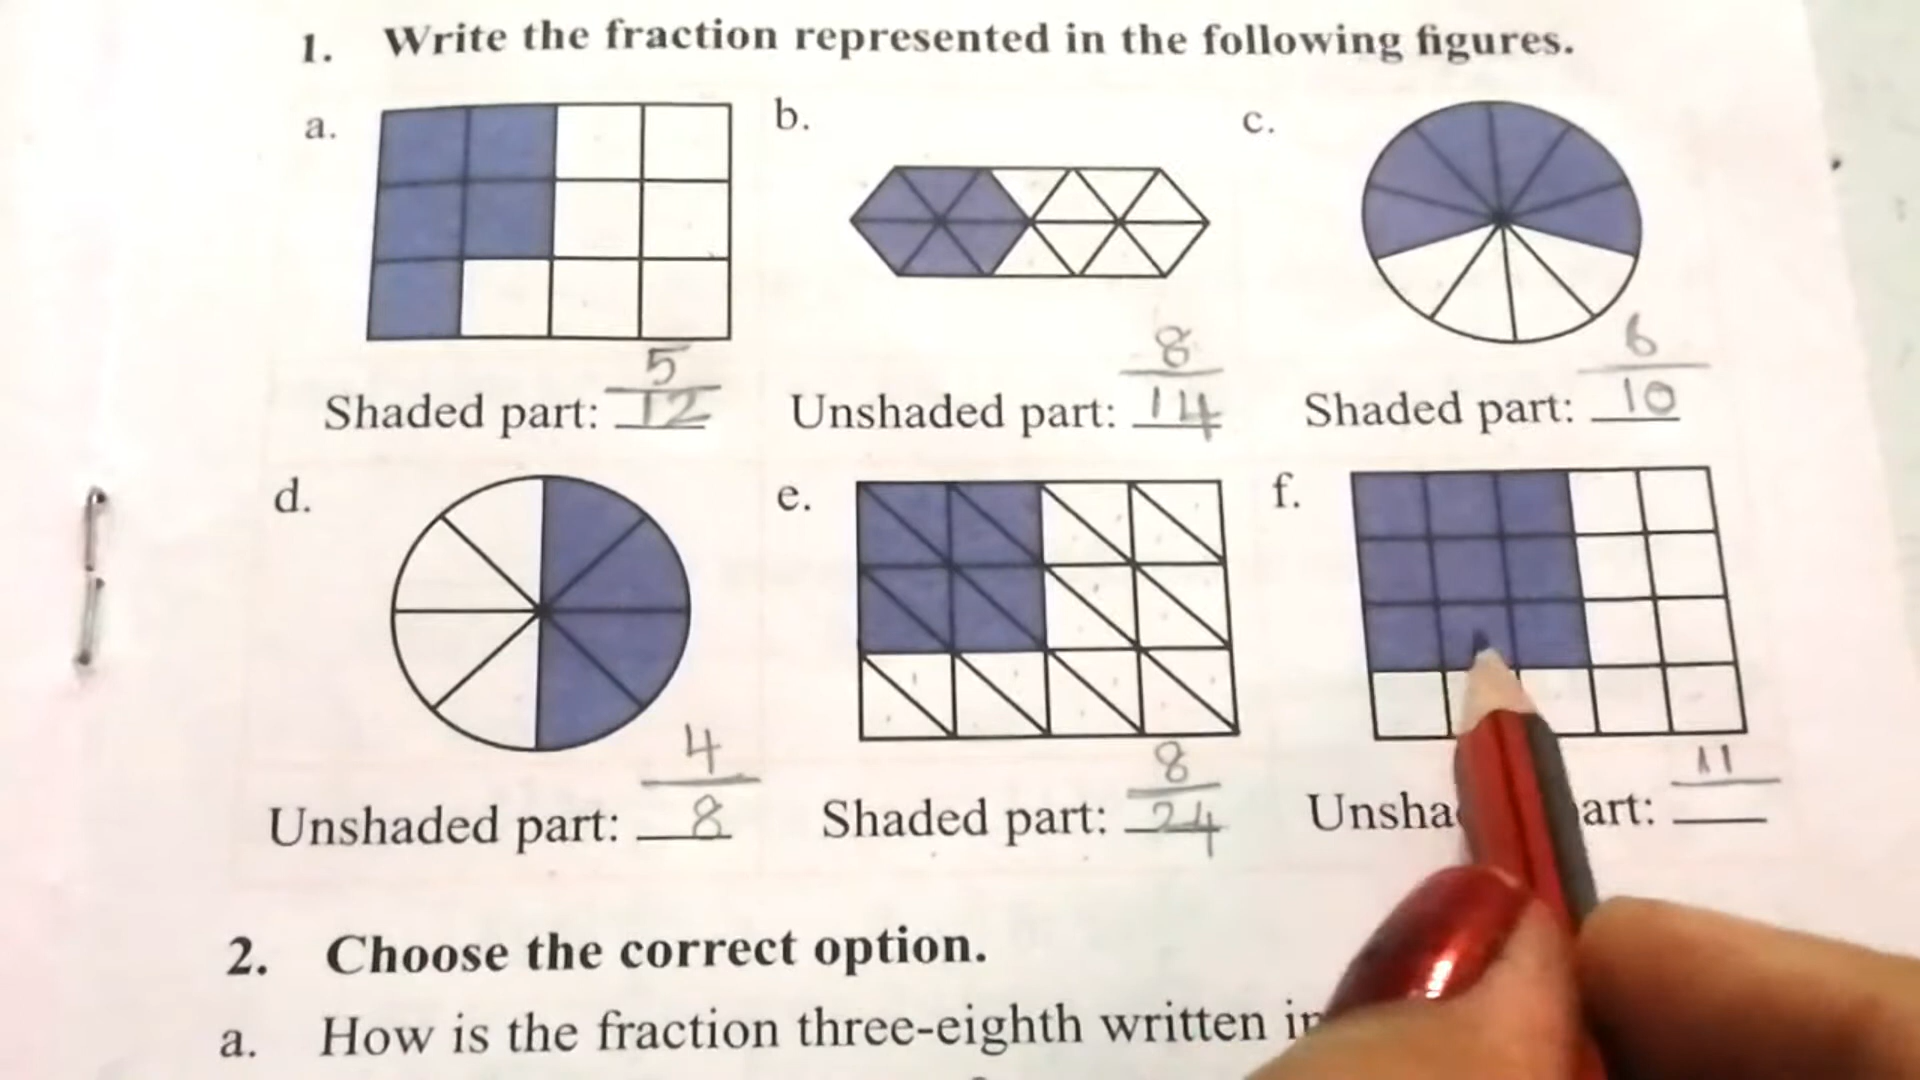 1. Write the fraction represented in the following figures.
a.
b.
c.
5
8
6
Shaded part: 12
Unshaded part: 14
Shaded part: 10
d.
e.
f.
4
8
11
Unshaded part: 8
Shaded part: 24
Unsha art:
2. Choose the correct option.
a. How is the fraction three-eighth written in